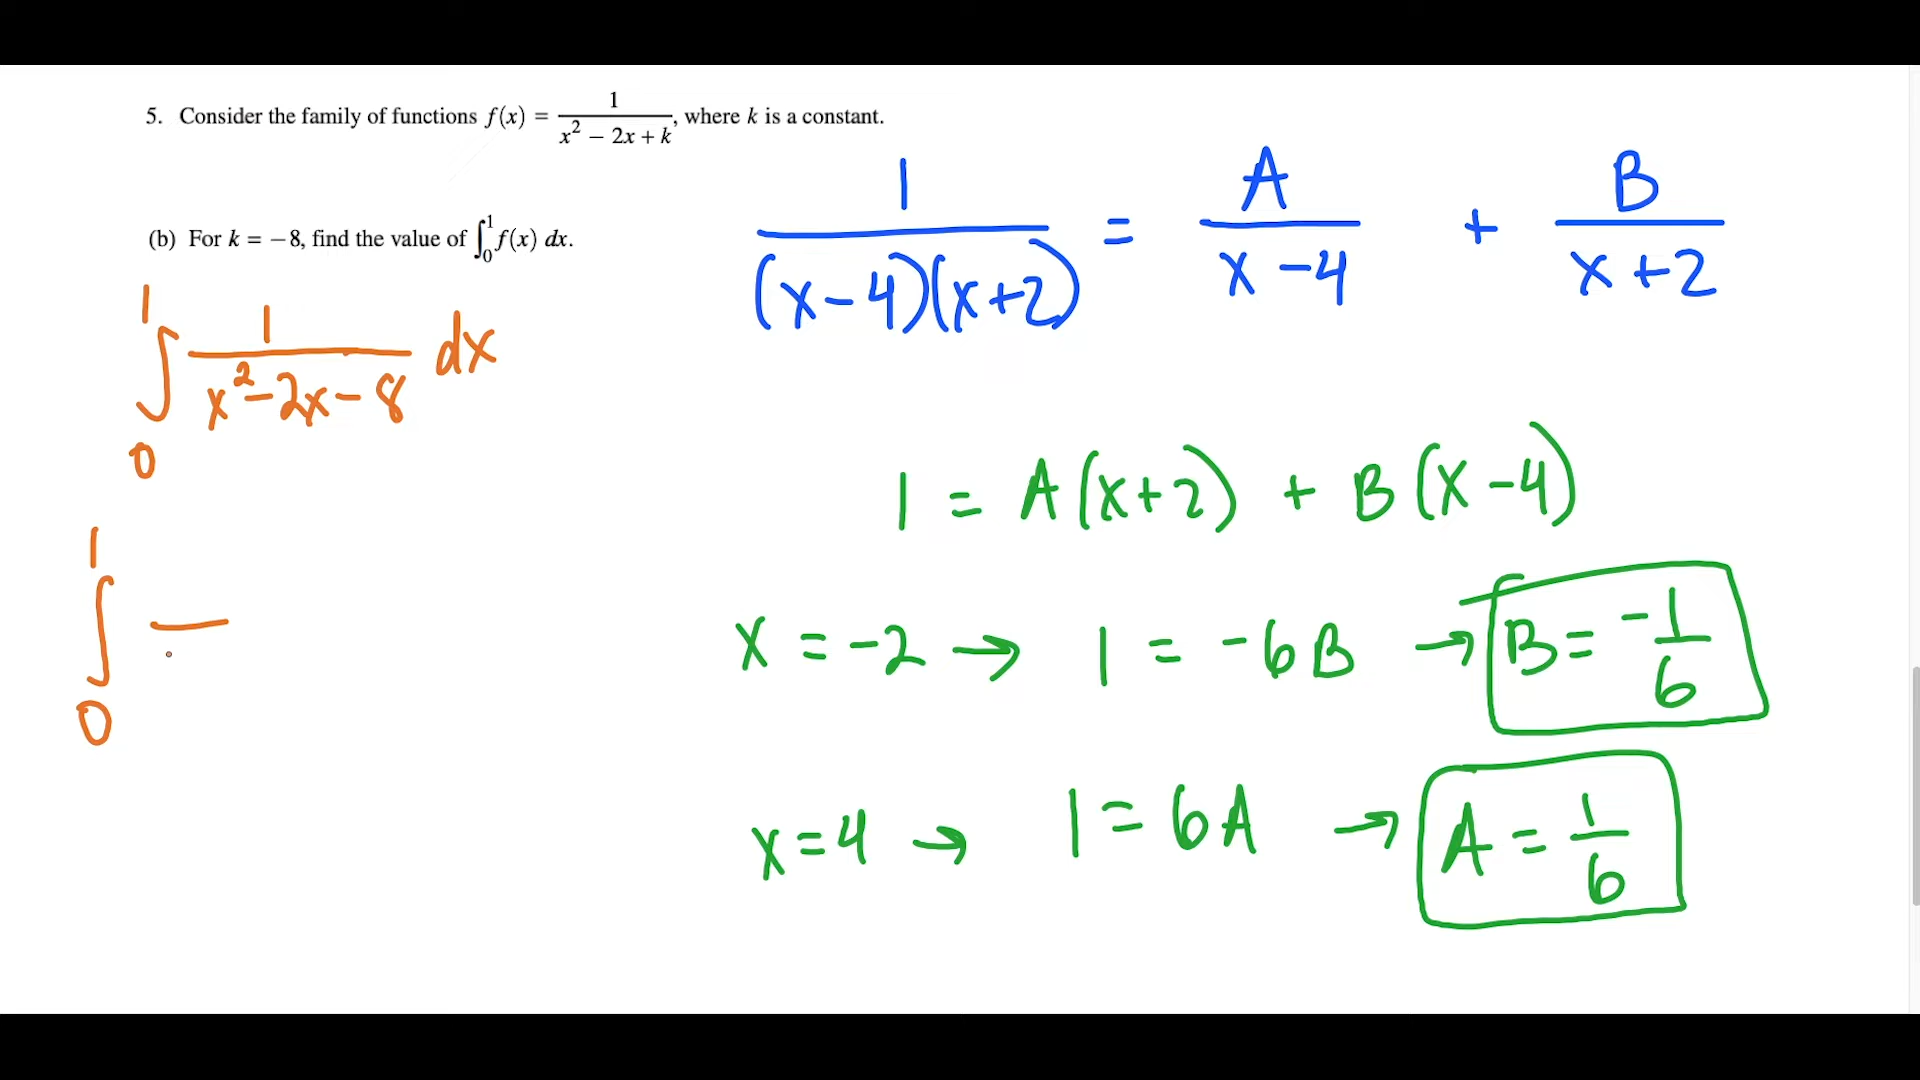 5. Consider the family of functions f(x) = 1/(x² − 2x + k), where k is a constant.
(b) For k = −8, find the value of ∫₀¹ f(x) dx.
∫₀¹ 1/(x² − 2x − 8) dx
∫₀¹ —
1/((x−4)(x+2)) = A/(x−4) + B/(x+2)
1 = A(x+2) + B(x−4)
x = −2 → 1 = −6B → B = −1/6
x=4 → 1 = 6A → A = 1/6